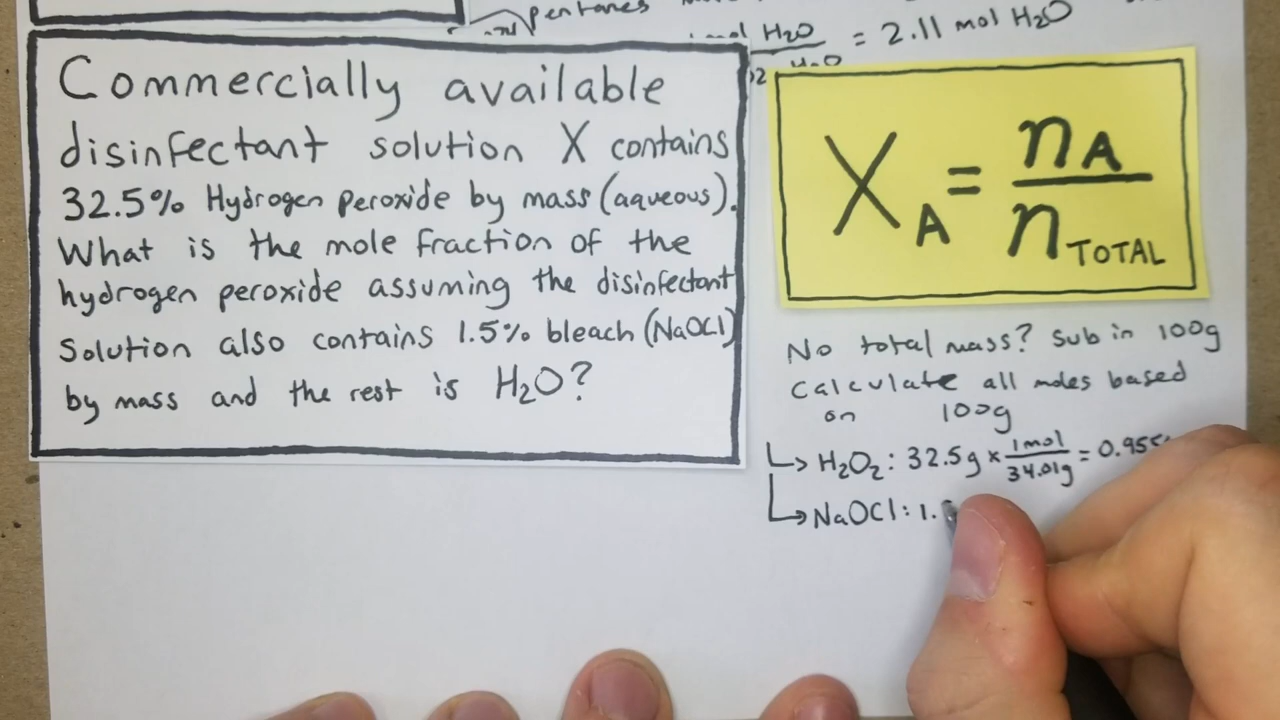 pentanes
mol H₂O = 2.11 mol H₂O
Commercially available
disinfectant solution X contains
32.5% Hydrogen peroxide by mass (aqueous).
What is the mole fraction of the
hydrogen peroxide assuming the disinfectant
solution also contains 1.5% bleach (NaOCl)
by mass and the rest is H₂O?
X_A = n_A / n_TOTAL
No total mass? Sub in 100g
Calculate all moles based
on 100g
↳ H₂O₂: 32.5g × 1mol / 34.01g = 0.955
↳ NaOCl: 1.